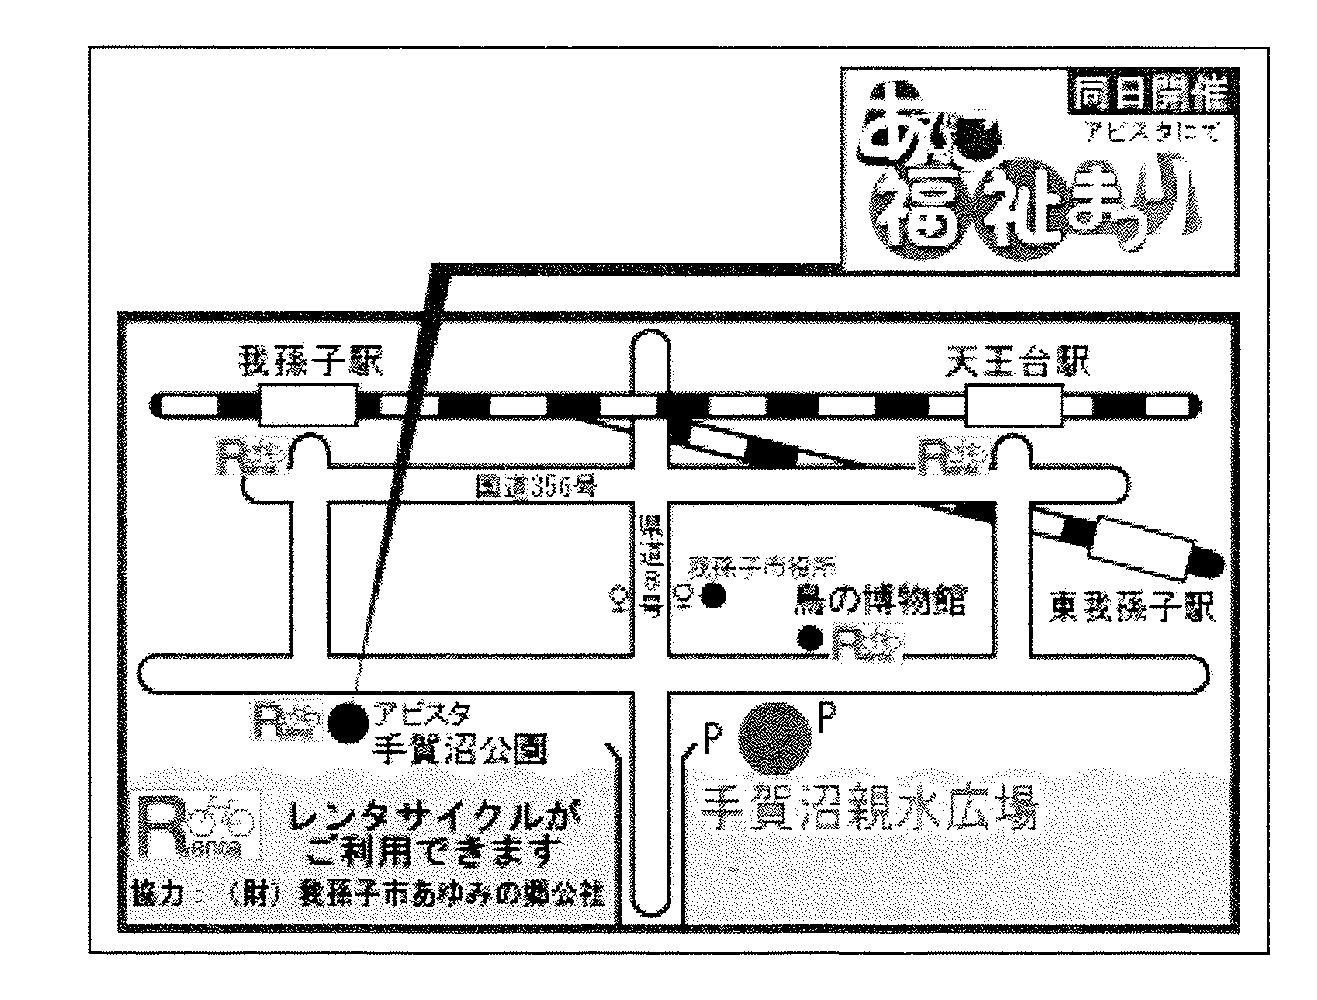 同日開催
アビスタにて
福祉まつり
我孫子駅
天王台駅
国道356号
県道8号
我孫子市役所
鳥の博物館
東我孫子駅
アビスタ
手賀沼公園
P
P
手賀沼親水広場
レンタサイクルが
ご利用できます
協力：（財）我孫子市あゆみの郷公社